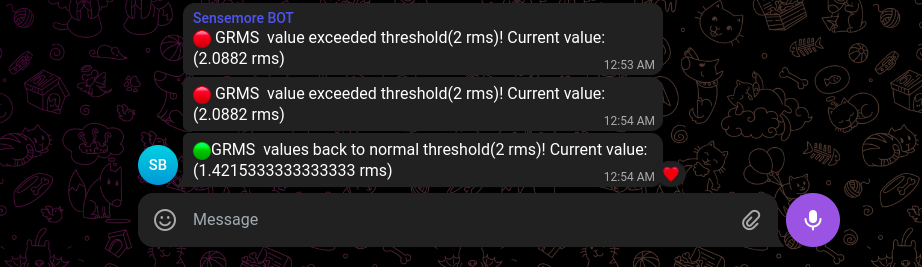 Sensemore BOT
🔴 GRMS  value exceeded threshold(2 rms)! Current value:
(2.0882 rms)
12:53 AM
🔴 GRMS  value exceeded threshold(2 rms)! Current value:
(2.0882 rms)
12:54 AM
🟢GRMS  values back to normal threshold(2 rms)! Current value:
(1.4215333333333333 rms)
12:54 AM
SB
Message